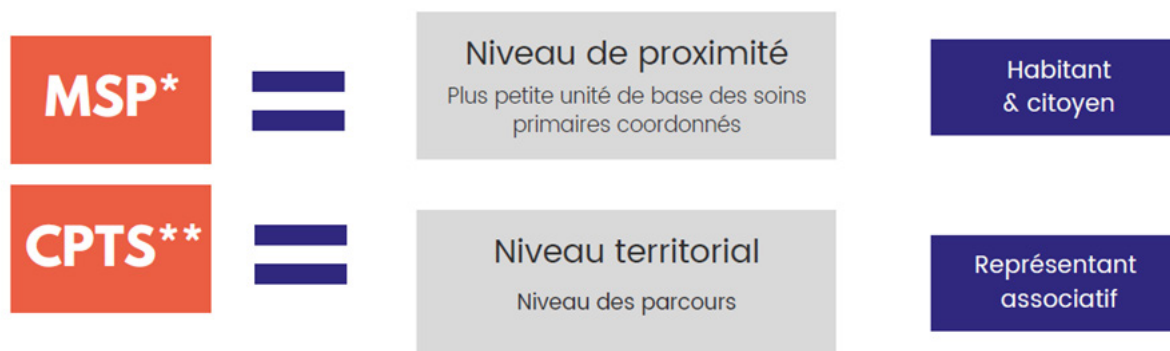 MSP*
Niveau de proximité
Plus petite unité de base des soins
primaires coordonnés
Habitant
& citoyen
CPTS**
Niveau territorial
Niveau des parcours
Représentant
associatif